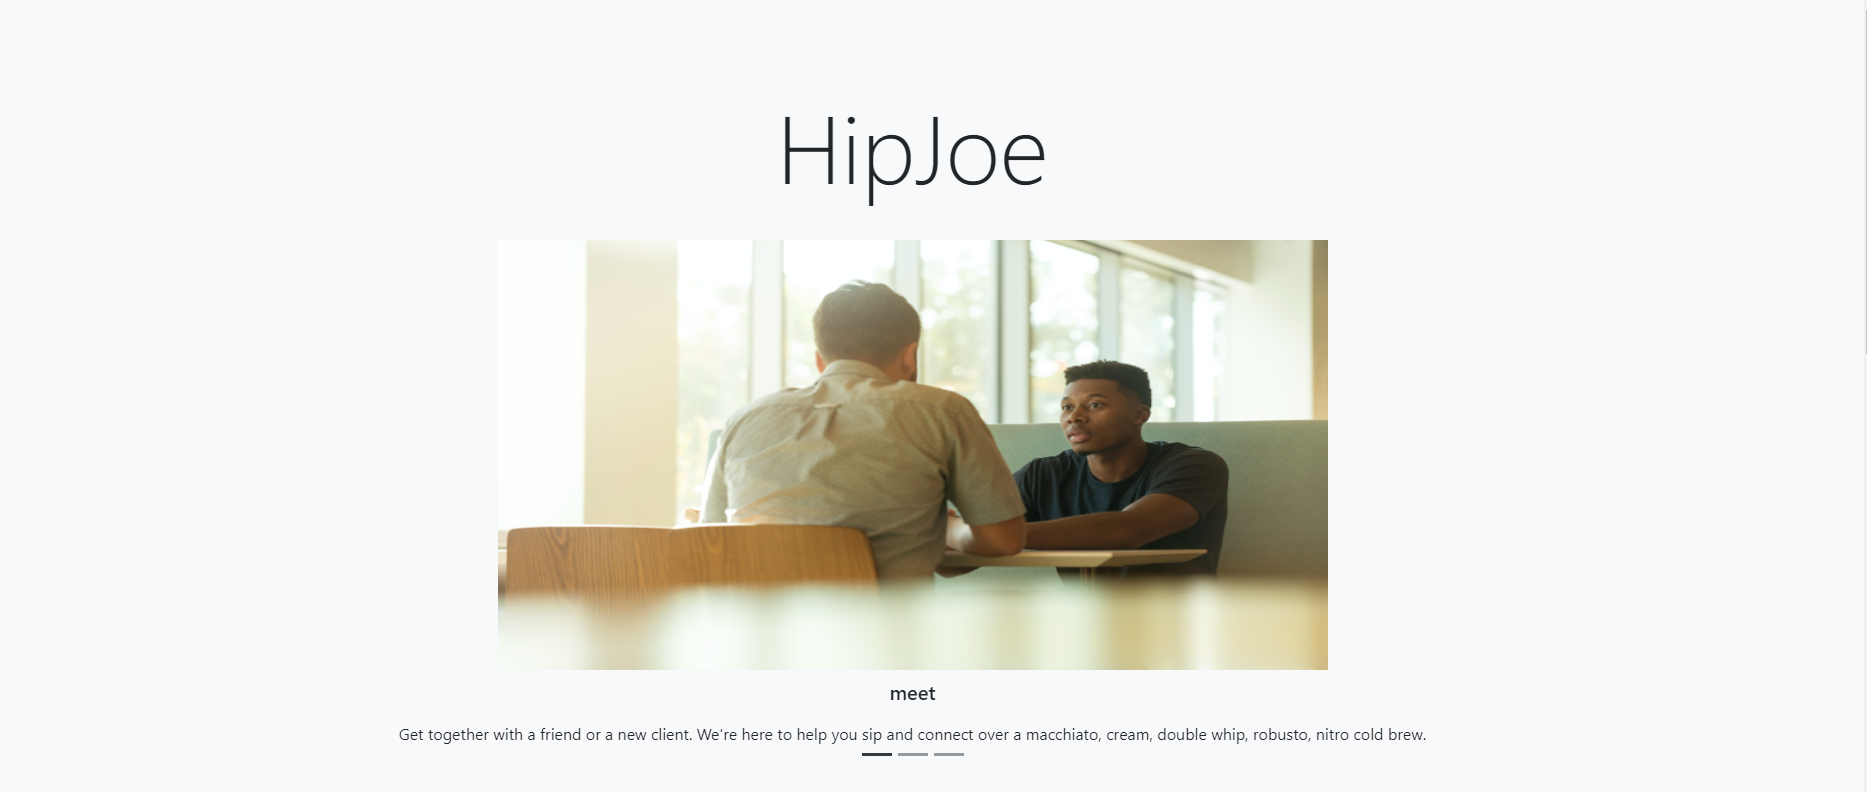 HipJoe
meet
Get together with a friend or a new client. We're here to help you sip and connect over a macchiato, cream, double whip, robusto, nitro cold brew.